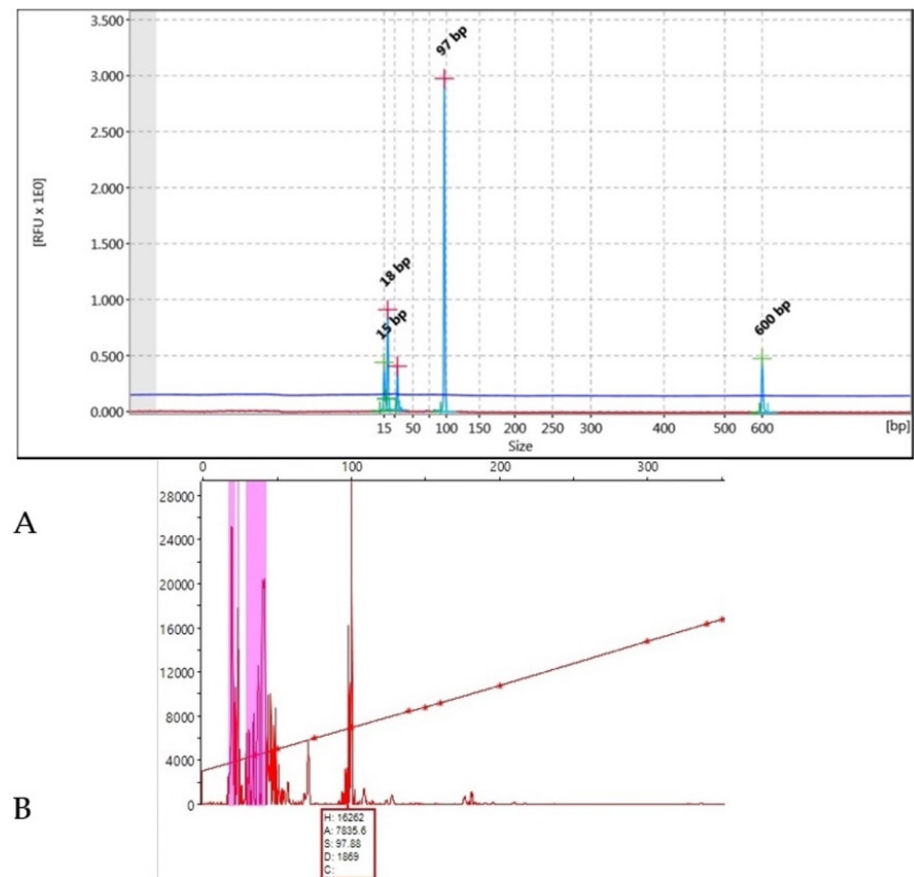 3.500
3.000
2.500
2.000
1.500
1.000
0.500
0.000
[RFU x 1E0]
97 bp
18 bp
15 bp
600 bp
15 50 100 150 200 250 300 400 500 600 [bp]
Size
A
0 100 200 300
28000
24000
20000
16000
12000
8000
4000
0
B
H: 16262
A: 7835.6
S: 97.88
D: 1869
C: